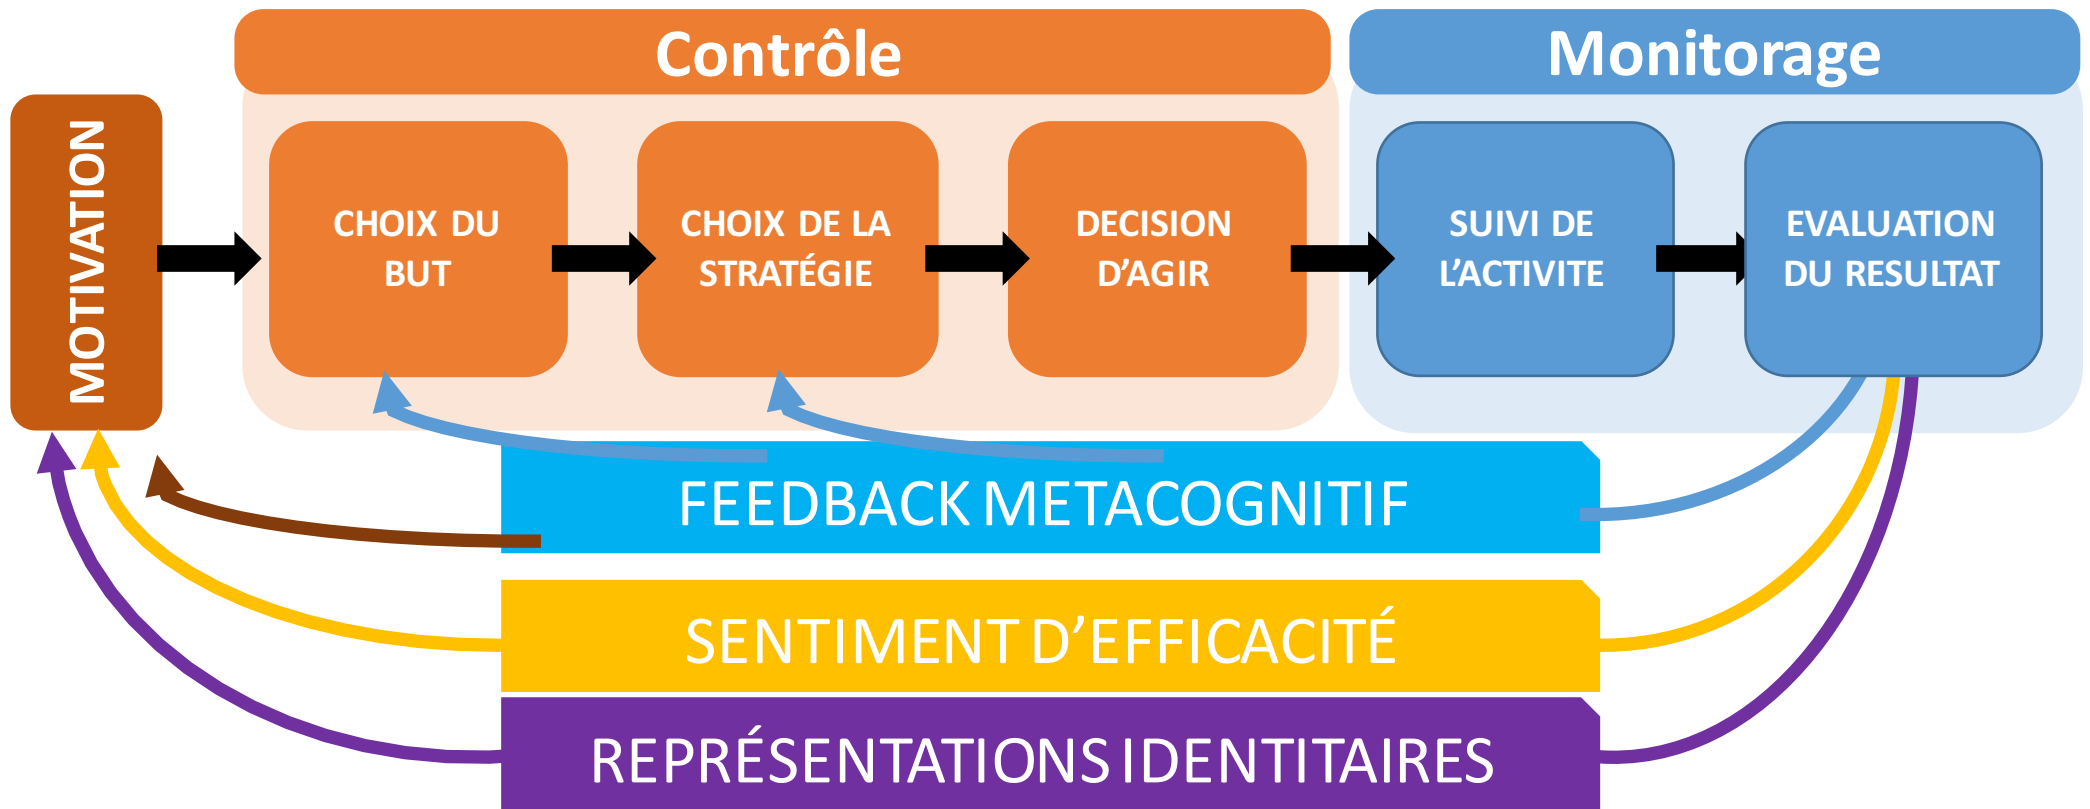 Contrôle
Monitorage
MOTIVATION
CHOIX DU
BUT
CHOIX DE LA
STRATÉGIE
DECISION
D’AGIR
SUIVI DE
L’ACTIVITE
EVALUATION
DU RESULTAT
FEEDBACK METACOGNITIF
SENTIMENT D’EFFICACITÉ
REPRÉSENTATIONS IDENTITAIRES